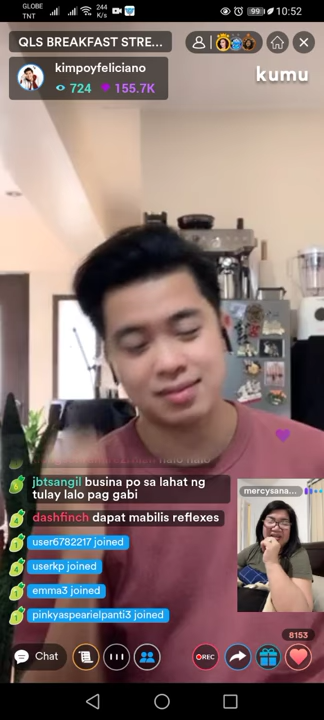 GLOBE
TNT
244
K/s
99
10:52
QLS BREAKFAST STRE...
kimpoyfeliciano
724 155.7K
kumu
jbtsangil busina po sa lahat ng
tulay lalo pag gabi
dashfinch dapat mabilis reflexes
mercysana...
user6782217 joined
userkp joined
emma3 joined
pinkyaspearielpanti3 joined
8153
Chat
REC